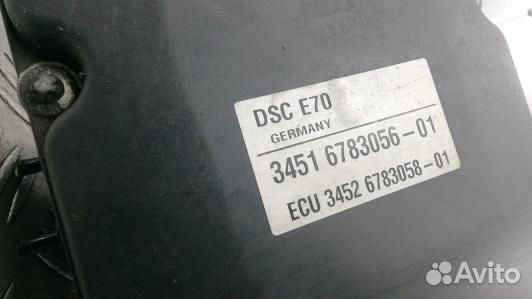 DSC E70
GERMANY
3451 6783056-01
ECU 3452 6783058-01
Avito